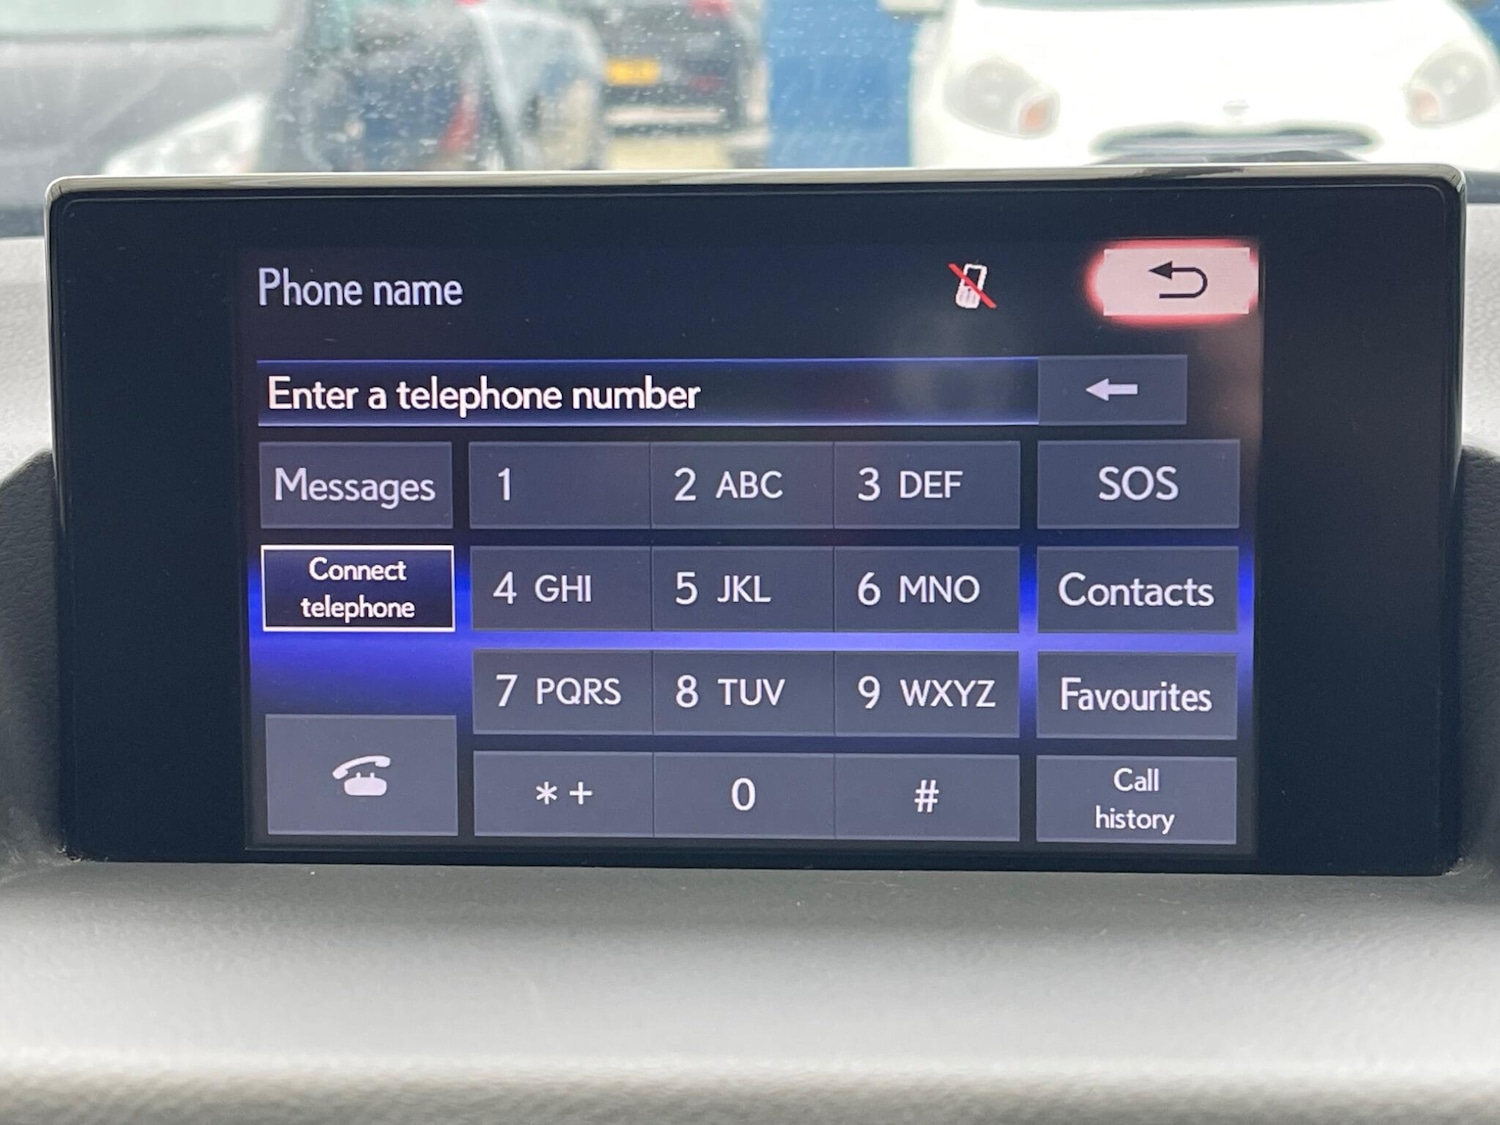 Phone name
Enter a telephone number
Messages
1
2 ABC
3 DEF
SOS
Connect
telephone
4 GHI
5 JKL
6 MNO
Contacts
7 PQRS
8 TUV
9 WXYZ
Favourites
* +
0
#
Call
history